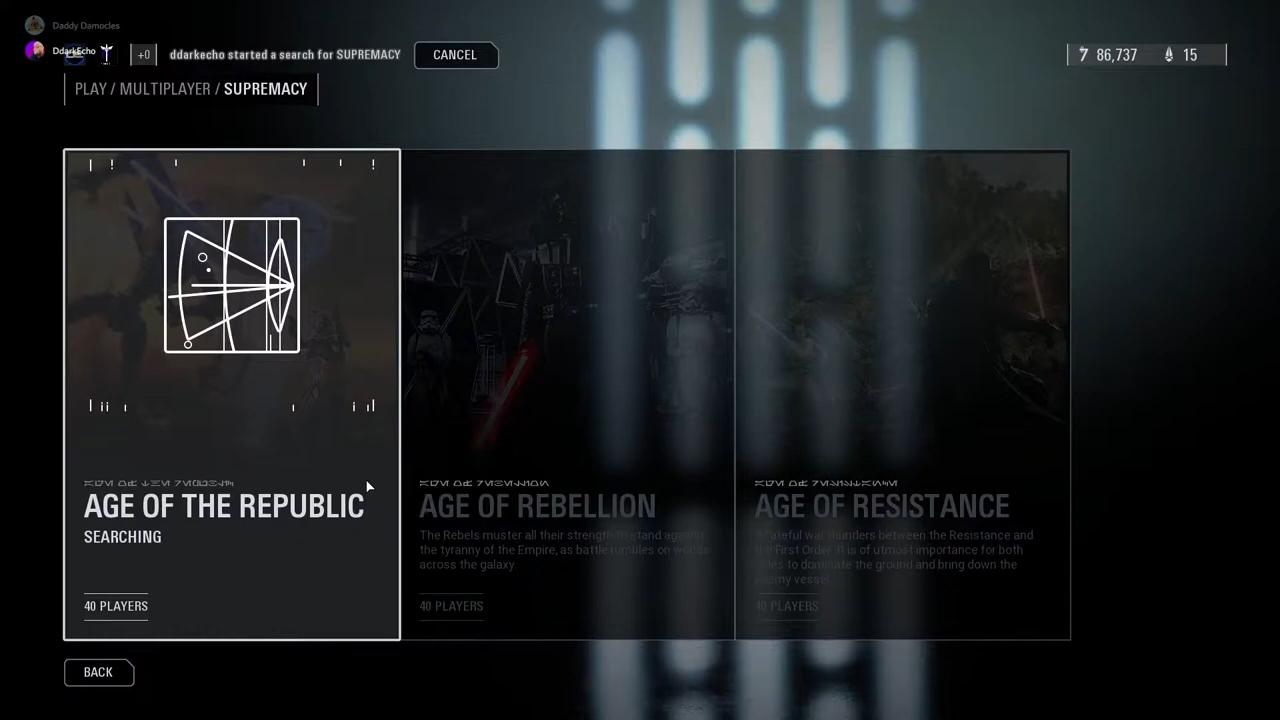 Daddy Damocles
DdarkEcho
+0
ddarkecho started a search for SUPREMACY
CANCEL
86,737
15
PLAY / MULTIPLAYER / SUPREMACY
AGE OF THE REPUBLIC
SEARCHING
40 PLAYERS
AGE OF REBELLION
The Rebels muster all their strength to stand against
the tyranny of the Empire, as battle rumbles on worlds
across the galaxy.
40 PLAYERS
AGE OF RESISTANCE
A fateful war thunders between the Resistance and
the First Order. It is of utmost importance for both
sides to dominate the ground and bring down the
enemy vessel.
40 PLAYERS
BACK